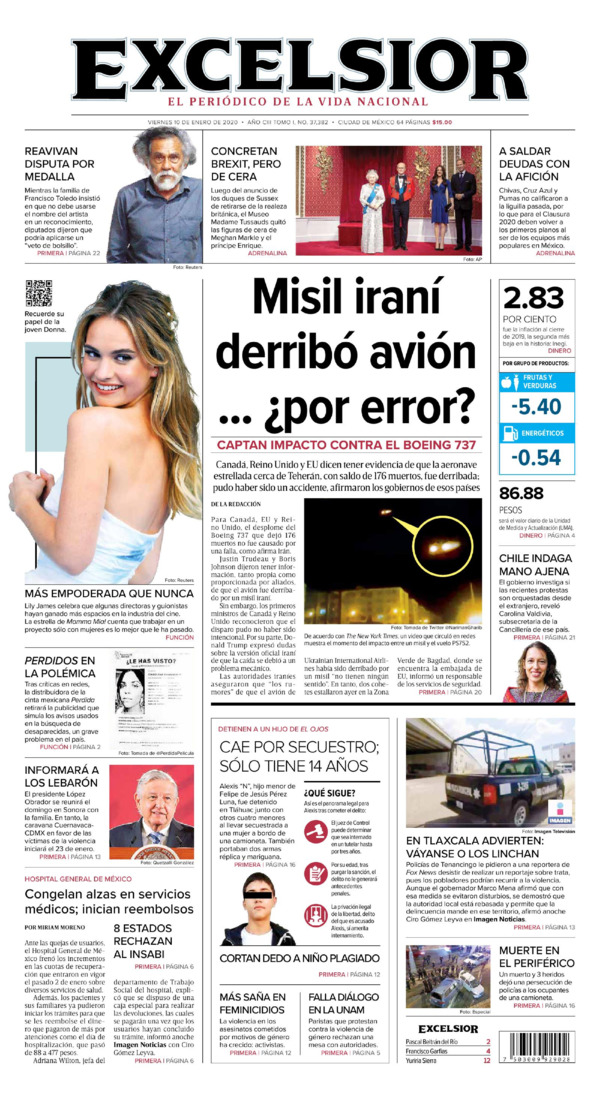 EXCELSIOR
EL PERIÓDICO DE LA VIDA NACIONAL
VIERNES 10 DE ENERO DE 2020 • AÑO CIII TOMO I, NO. 37,382 • CIUDAD DE MÉXICO 64 PÁGINAS $15.00
REAVIVAN
DISPUTA POR
MEDALLA
Mientras la familia de
Francisco Toledo insistió
en que no debe usarse
el nombre del artista
en un reconocimiento,
diputados dijeron que
podría aplicarse un
"veto de bolsillo".
PRIMERA | PÁGINA 22
Foto: Reuters
CONCRETAN
BREXIT, PERO
DE CERA
Luego del anuncio de
los duques de Sussex
de retirarse de la realeza
británica, el Museo
Madame Tussauds quitó
las figuras de cera de
Meghan Markle y el
príncipe Enrique.
ADRENALINA
Foto: AP
A SALDAR
DEUDAS CON
LA AFICIÓN
Chivas, Cruz Azul y
Pumas no calificaron a
la liguilla pasada, por
lo que para el Clausura
2020 deben volver a
los primeros planos al
ser de los equipos más
populares en México.
ADRENALINA
Recuerde su
papel de la
joven Donna.
Foto: Reuters
MÁS EMPODERADA QUE NUNCA
Lily James celebra que algunas directoras y guionistas
hayan ganado más espacios en la industria del cine.
La estrella de Mamma Mia! cuenta que trabajar en un
proyecto sólo con mujeres es lo mejor que le ha pasado.
FUNCIÓN
Misil iraní
derribó avión
... ¿por error?
CAPTAN IMPACTO CONTRA EL BOEING 737
Canadá, Reino Unido y EU dicen tener evidencia de que la aeronave
estrellada cerca de Teherán, con saldo de 176 muertos, fue derribada;
pudo haber sido un accidente, afirmaron los gobiernos de esos países
DE LA REDACCIÓN
Para Canadá, EU y Rei-
no Unido, el desplome del
Boeing 737 que dejó 176
muertos no fue causado por
una falla, como afirma Irán.
Justin Trudeau y Boris
Johnson dijeron tener infor-
mación, tanto propia como
proporcionada por aliados,
de que el avión fue derriba-
do por un misil iraní.
Sin embargo, los primeros
ministros de Canadá y Reino
Unido reconocieron que el
disparo pudo no haber sido
intencional. Por su parte, Do-
nald Trump expresó dudas
sobre la versión oficial iraní
de que la caída se debió a un
problema mecánico.
Las autoridades iraníes
aseguraron que "los ru-
mores" de que el avión de
Foto: Tomada de Twitter @NarimanGharib
De acuerdo con The New York Times, un video que circuló en redes
muestra el momento del impacto entre un misil y el vuelo PS752.
Ukrainian International Airli-
nes había sido derribado por
un misil "no tienen ningún
sentido". En tanto, dos cohe-
tes estallaron ayer en la Zona
Verde de Bagdad, donde se
encuentra la embajada de
EU, informó un responsable
de los servicios de seguridad.
PRIMERA | PÁGINA 20
2.83
POR CIENTO
fue la inflación al cierre
de 2019, la segunda más
baja en la historia: Inegi.
DINERO
POR GRUPO DE PRODUCTOS:
FRUTAS Y
VERDURAS
-5.40
ENERGÉTICOS
-0.54
86.88
PESOS
será el valor diario de la Unidad
de Medida y Actualización (UMA).
DINERO | PÁGINA 4
CHILE INDAGA
MANO AJENA
El gobierno investiga si
las recientes protestas
son orquestadas desde
el extranjero, reveló
Carolina Valdivia,
subsecretaria de la
Cancillería de ese país.
PRIMERA | PÁGINA 21
PERDIDOS EN
LA POLÉMICA
Tras críticas en redes,
la distribuidora de la
cinta mexicana Perdida
retirará la publicidad que
simula los avisos usados
en la búsqueda de
desaparecidas, un grave
problema en el país.
FUNCIÓN | PÁGINA 2
¿LE HAS VISTO?
Foto: Tomada de @PerdidaPelicula
INFORMARÁ A
LOS LEBARÓN
El presidente López
Obrador se reunirá el
domingo en Sonora con
la familia. En tanto, la
caravana Cuernavaca-
CDMX en favor de las
víctimas de la violencia
iniciará el 23 de enero.
PRIMERA | PÁGINA 13
Foto: Quetzalli González
HOSPITAL GENERAL DE MÉXICO
Congelan alzas en servicios
médicos; inician reembolsos
POR MIRIAM MORENO
Ante las quejas de usuarios,
el Hospital General de Mé-
xico frenó los incrementos
en las cuotas de recupera-
ción que entraron en vigor
el pasado 2 de enero sobre
diversos servicios de salud.
Además, los pacientes y
sus familiares ya pudieron
iniciar los trámites para que
se les reembolse el dine-
ro que pagaron de más por
atenciones como el día de
hospitalización, que pasó
de 88 a 477 pesos.
Adriana Wilton, jefa del
8 ESTADOS
RECHAZAN
AL INSABI
PRIMERA | PÁGINA 6
departamento de Trabajo
Social del hospital, expli-
có que se dispuso de una
caja especial para realizar
las devoluciones, las cuales
se pagarán una vez que los
usuarios hayan concluido
su trámite, informó anoche
Imagen Noticias con Ciro
Gómez Leyva.
PRIMERA | PÁGINA 6
DETIENEN A UN HIJO DE EL OJOS
CAE POR SECUESTRO;
SÓLO TIENE 14 AÑOS
Alexis "N", hijo menor de
Felipe de Jesús Pérez
Luna, fue detenido
en Tláhuac junto con
otros cuatro menores
al llevar secuestrada a
una mujer a bordo de
una camioneta. También
portaban dos armas
réplica y mariguana.
PRIMERA | PÁGINA 16
¿QUÉ SIGUE?
Así es el panorama legal para
Alexis tras cometer el delito:
El juez de Control
puede determinar
que sea internado
en un tutelar hasta
por tres años.
Por su edad, tras
purgar la sanción, el
delito no le generará
antecedentes
penales.
La privación ilegal
de la libertad, delito
del que es acusado
Alexis, sí amerita
internamiento.
CORTAN DEDO A NIÑO PLAGIADO
PRIMERA | PÁGINA 12
MÁS SAÑA EN
FEMINICIDIOS
La violencia en los
asesinatos cometidos
por motivos de género
ha crecido: activistas.
PRIMERA | PÁGINA 12
FALLA DIÁLOGO
EN LA UNAM
Paristas que protestan
contra la violencia de
género rechazan una
mesa con autoridades.
PRIMERA | PÁGINA 5
IMAGEN
Foto: Imagen Televisión
EN TLAXCALA ADVIERTEN:
VÁYANSE O LOS LINCHAN
Policías de Tenancingo le pidieron a una reportera de
Fox News desistir de realizar un reportaje sobre trata,
pues los pobladores podrían recurrir a la violencia.
Aunque el gobernador Marco Mena afirmó que con
esa medida se evitaron disturbios, se demostró que
la autoridad local está rebasada y permite que la
delincuencia mande en ese territorio, afirmó anoche
Ciro Gómez Leyva en Imagen Noticias.
PRIMERA | PÁGINA 13
Foto: Especial
MUERTE EN
EL PERIFÉRICO
Un muerto y 3 heridos
dejó una persecución de
policías a los ocupantes
de una camioneta.
PRIMERA | PÁGINA 16
EXCELSIOR
Pascal Beltrán del Río 2
Francisco Garfias 4
Yuriria Sierra 12
7 503009 929028